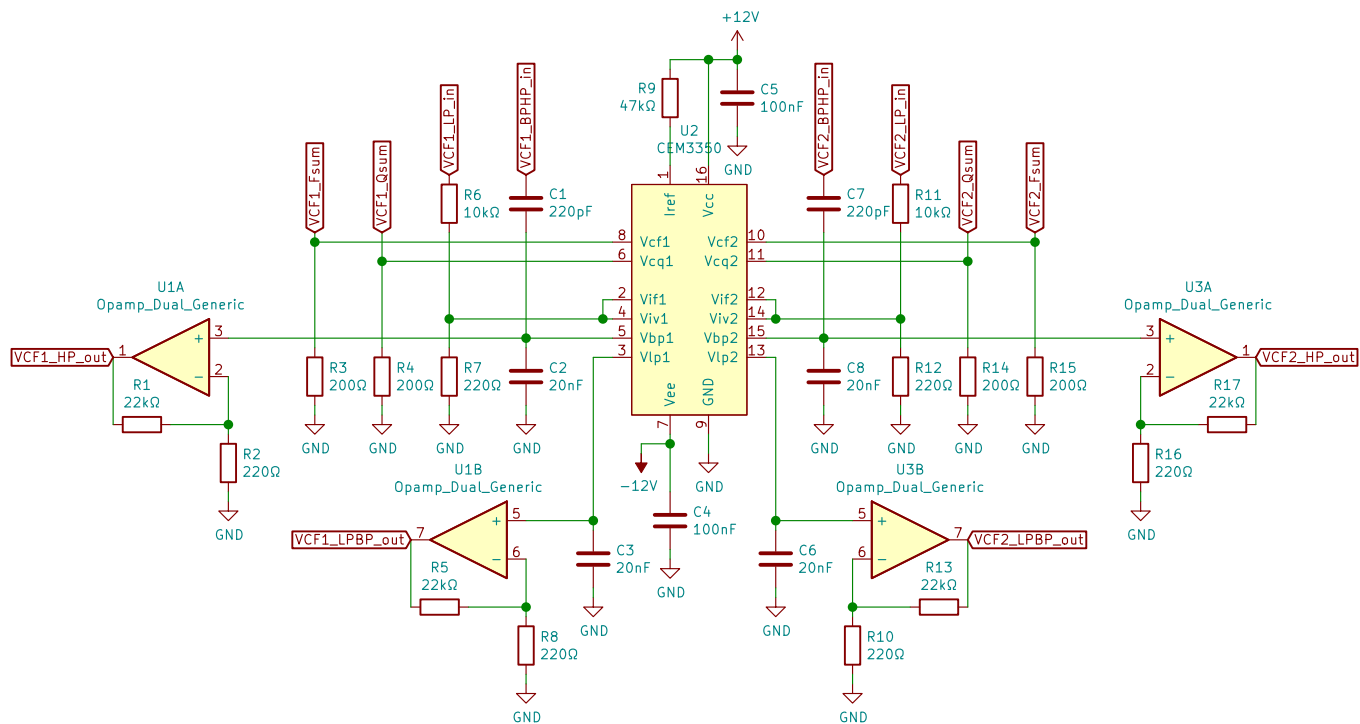 +12V
R9
47kΩ
C5
100nF
GND
U2
CEM3350
VCF1_Fsum
VCF1_Qsum
VCF1_LP_in
VCF1_BPHP_in
VCF2_BPHP_in
VCF2_LP_in
VCF2_Qsum
VCF2_Fsum
R6
10kΩ
C1
220pF
C7
220pF
R11
10kΩ
1
16
Iref
Vcc
8
Vcf1
Vcf2
10
6
Vcq1
Vcq2
11
2
Vif1
Vif2
12
4
Viv1
Viv2
14
5
Vbp1
Vbp2
15
3
Vlp1
Vlp2
13
Vee
GND
7
9
U1A
Opamp_Dual_Generic
3
+
2
−
1
VCF1_HP_out
R1
22kΩ
R2
220Ω
GND
R3
200Ω
GND
R4
200Ω
GND
R7
220Ω
GND
C2
20nF
GND
C8
20nF
GND
R12
220Ω
GND
R14
200Ω
GND
R15
200Ω
GND
U3A
Opamp_Dual_Generic
3
+
2
−
1
VCF2_HP_out
R17
22kΩ
R16
220Ω
GND
−12V
GND
C4
100nF
GND
U1B
Opamp_Dual_Generic
5
+
6
−
7
VCF1_LPBP_out
R5
22kΩ
R8
220Ω
GND
C3
20nF
GND
C6
20nF
GND
U3B
Opamp_Dual_Generic
5
+
6
−
7
VCF2_LPBP_out
R13
22kΩ
R10
220Ω
GND